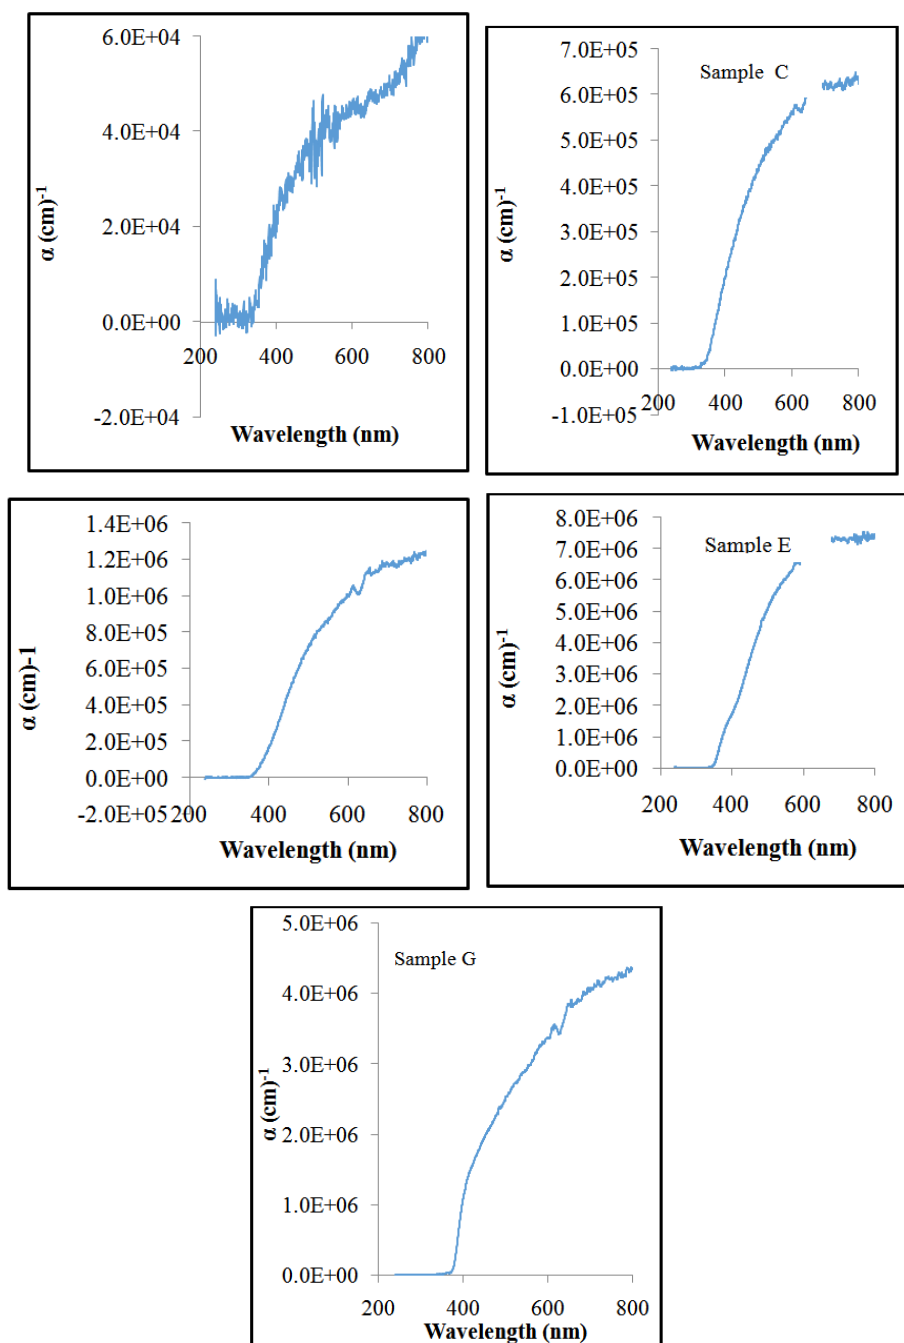 6.0E+04
4.0E+04
2.0E+04
0.0E+00
-2.0E+04
200 400 600 800
α (cm)-1
Wavelength (nm)
Sample C
7.0E+05
6.0E+05
5.0E+05
4.0E+05
3.0E+05
2.0E+05
1.0E+05
0.0E+00
-1.0E+05
200 400 600 800
α (cm)-1
Wavelength (nm)
1.4E+06
1.2E+06
1.0E+06
8.0E+05
6.0E+05
4.0E+05
2.0E+05
0.0E+00
-2.0E+05
200 400 600 800
α (cm)-1
Wavelength (nm)
Sample E
8.0E+06
7.0E+06
6.0E+06
5.0E+06
4.0E+06
3.0E+06
2.0E+06
1.0E+06
0.0E+00
200 400 600 800
α (cm)-1
Wavelength (nm)
Sample G
5.0E+06
4.0E+06
3.0E+06
2.0E+06
1.0E+06
0.0E+00
200 400 600 800
α (cm)-1
Wavelength (nm)